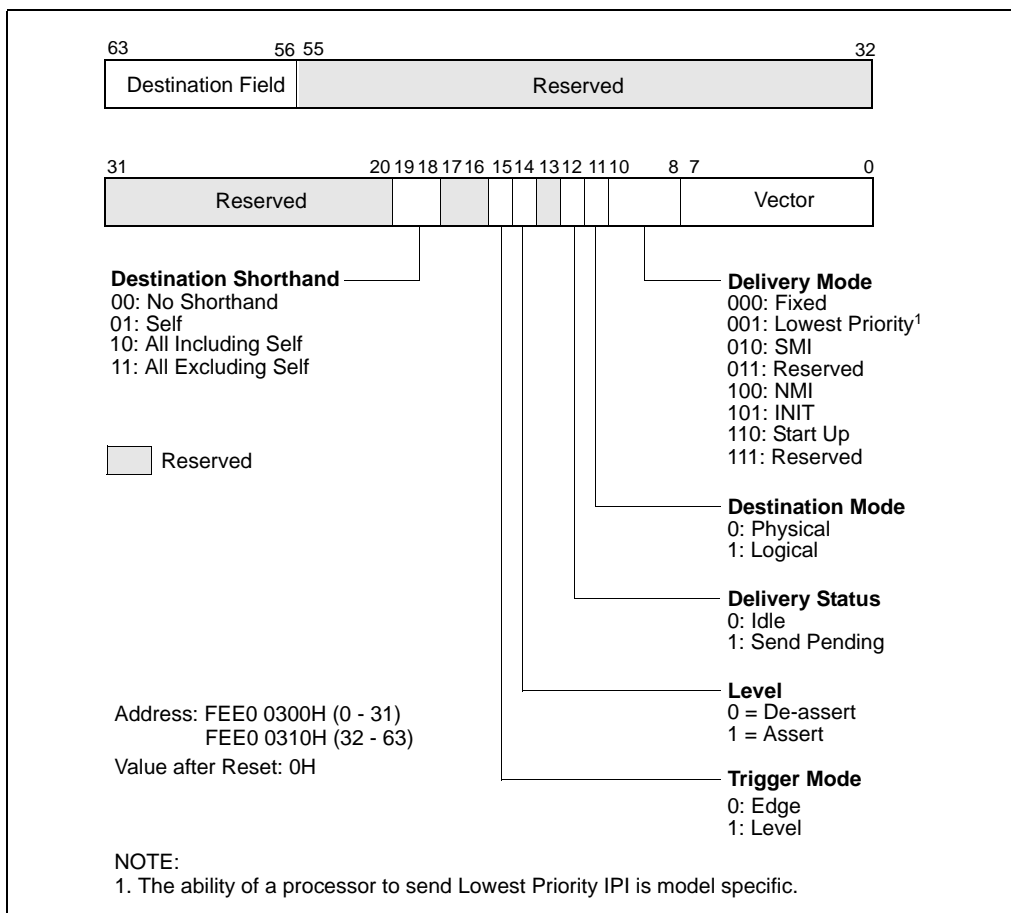 63 56 55 32
Destination Field Reserved
31 20 19 18 17 16 15 14 13 12 11 10 8 7 0
Reserved Vector
Destination Shorthand
00: No Shorthand
01: Self
10: All Including Self
11: All Excluding Self
Reserved
Delivery Mode
000: Fixed
001: Lowest Priority1
010: SMI
011: Reserved
100: NMI
101: INIT
110: Start Up
111: Reserved
Destination Mode
0: Physical
1: Logical
Delivery Status
0: Idle
1: Send Pending
Level
0 = De-assert
1 = Assert
Trigger Mode
0: Edge
1: Level
Address: FEE0 0300H (0 - 31)
FEE0 0310H (32 - 63)
Value after Reset: 0H
NOTE:
1. The ability of a processor to send Lowest Priority IPI is model specific.